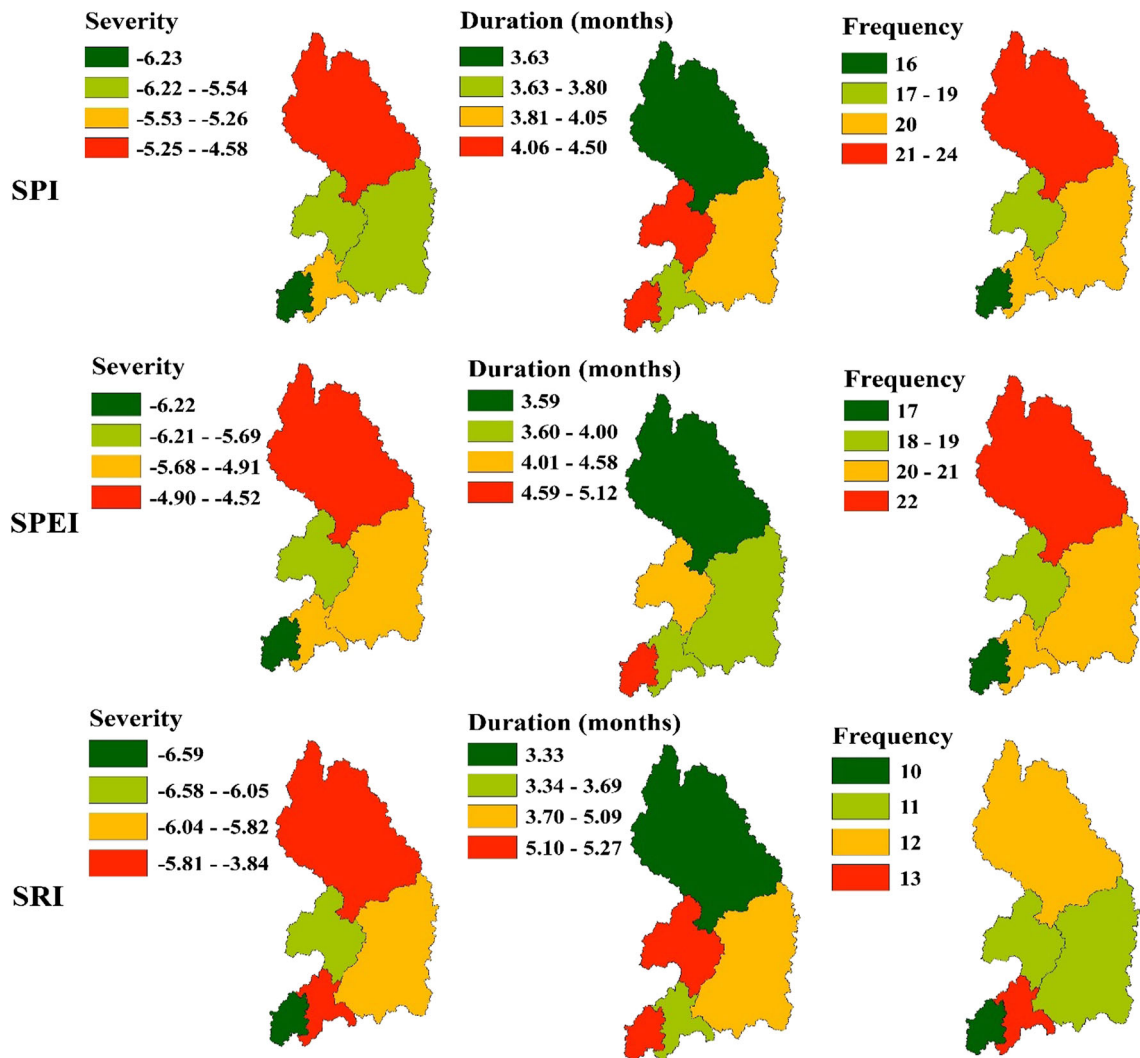 Severity
-6.23
-6.22 - -5.54
-5.53 - -5.26
-5.25 - -4.58
Duration (months)
3.63
3.63 - 3.80
3.81 - 4.05
4.06 - 4.50
Frequency
16
17 - 19
20
21 - 24
SPI
Severity
-6.22
-6.21 - -5.69
-5.68 - -4.91
-4.90 - -4.52
Duration (months)
3.59
3.60 - 4.00
4.01 - 4.58
4.59 - 5.12
Frequency
17
18 - 19
20 - 21
22
SPEI
Severity
-6.59
-6.58 - -6.05
-6.04 - -5.82
-5.81 - -3.84
Duration (months)
3.33
3.34 - 3.69
3.70 - 5.09
5.10 - 5.27
Frequency
10
11
12
13
SRI